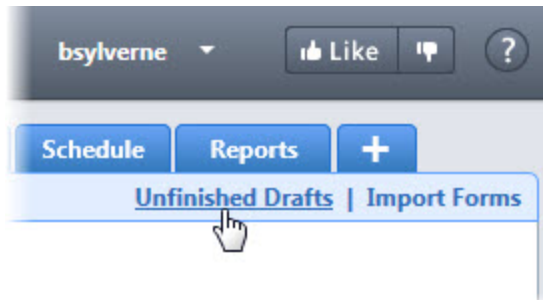 bsylverne Like ?
Schedule Reports +
Unfinished Drafts | Import Forms